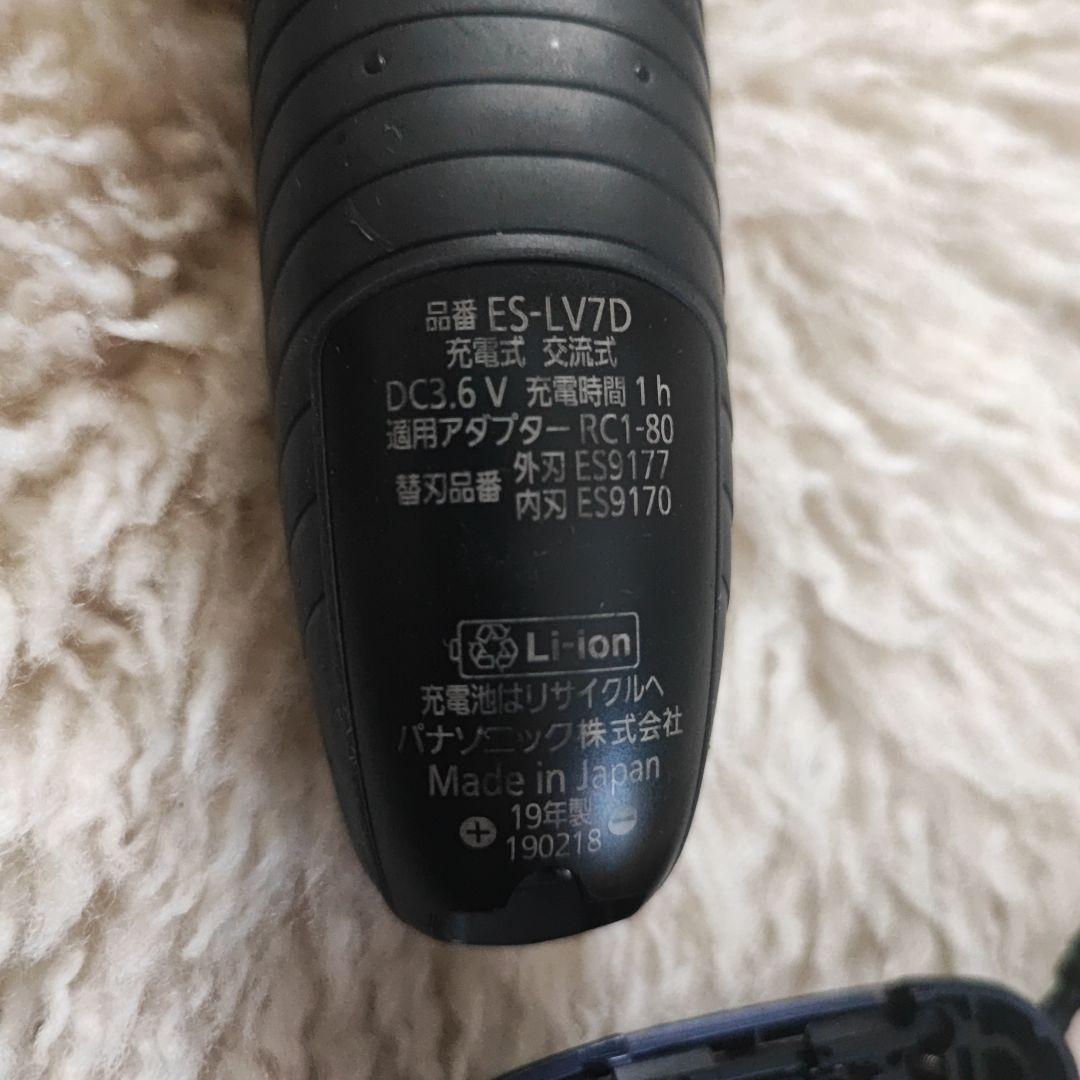 品番 ES-LV7D
充電式 交流式
DC3.6 V 充電時間 1 h
適用アダプター RC1-80
替刃品番 外刃 ES9177
内刃 ES9170
Li-ion
充電池はリサイクルへ
パナソニック株式会社
Made in Japan
19年製
190218